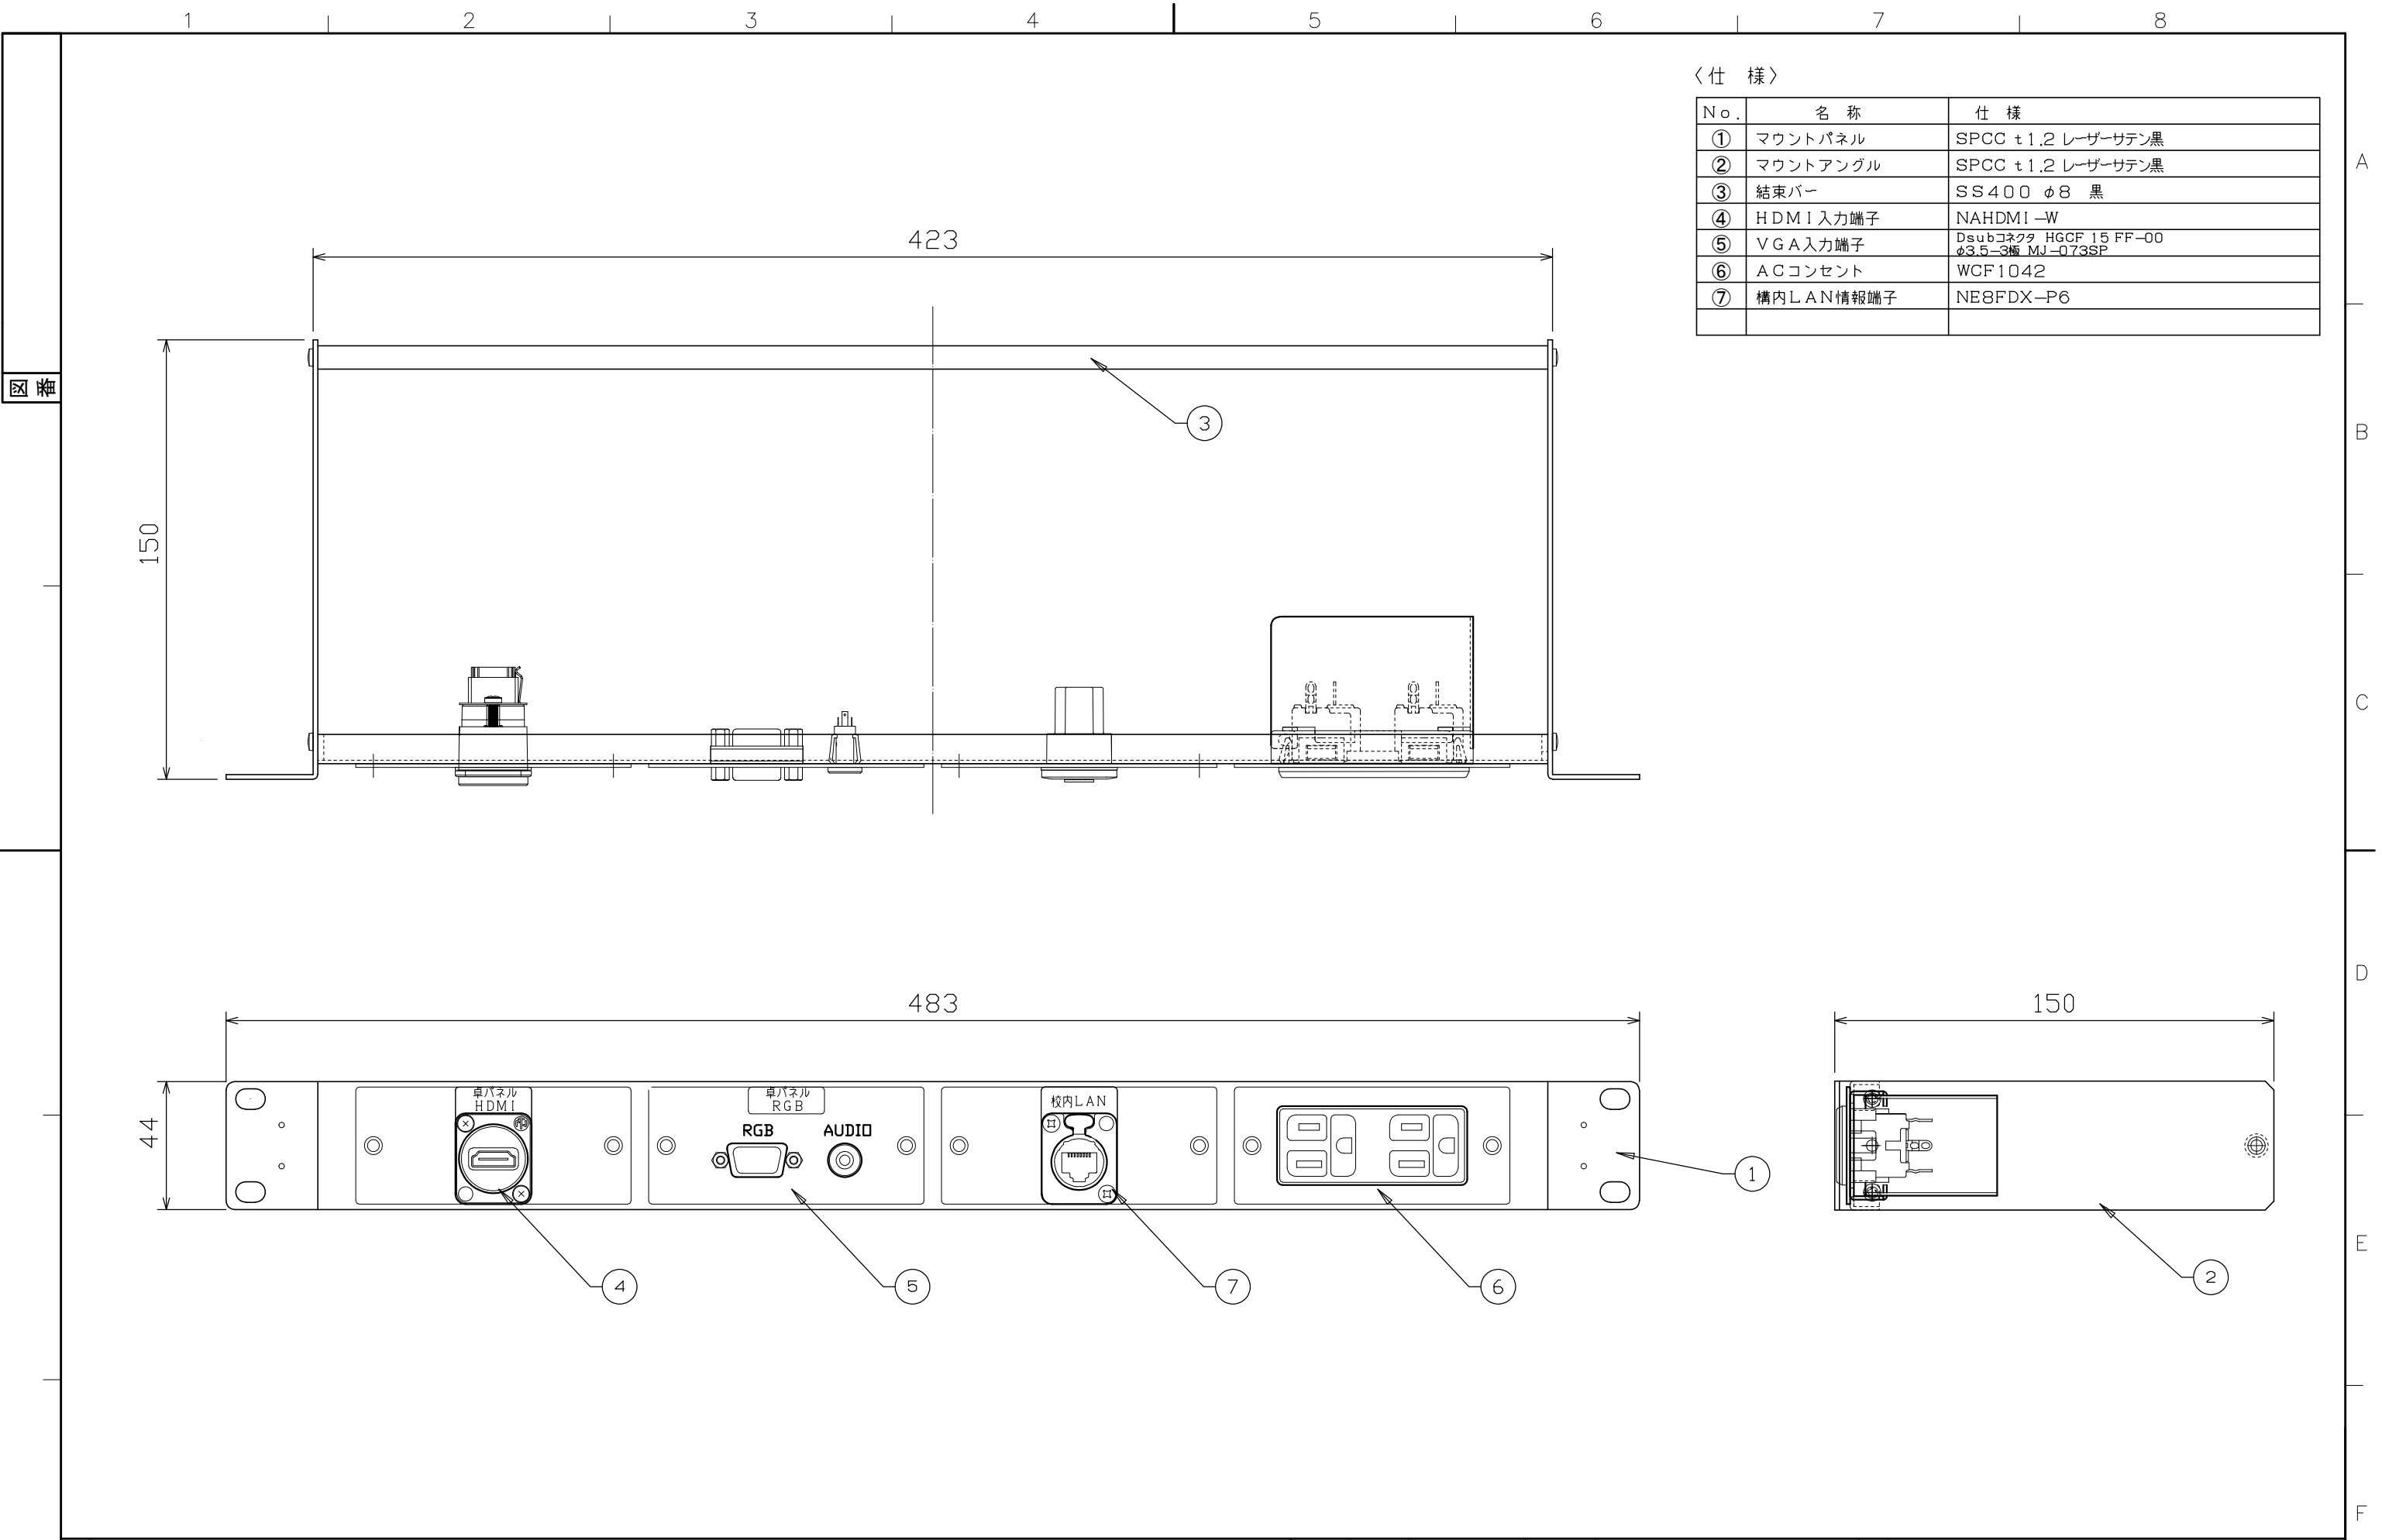 1 2 3 4 5 6 7 8
〈仕 様〉
No. 名 称 仕 様
① マウントパネル SPCC t1.2 レーザーサテン黒
② マウントアングル SPCC t1.2 レーザーサテン黒
③ 結束バー SS400 φ8 黒
④ HDMI入力端子 NAHDMI-W
⑤ VGA入力端子 Dsubコネクタ HGCF 15 FF-00
φ3.5-3極 MJ-073SP
⑥ ACコンセント WCF1042
⑦ 構内LAN情報端子 NE8FDX-P6
A
423
図番
3
B
150
C
D
483
150
44
卓パネル
HDMI
卓パネル
RGB
RGB AUDIO
校内LAN
1
2
E
4
5
7
6
F